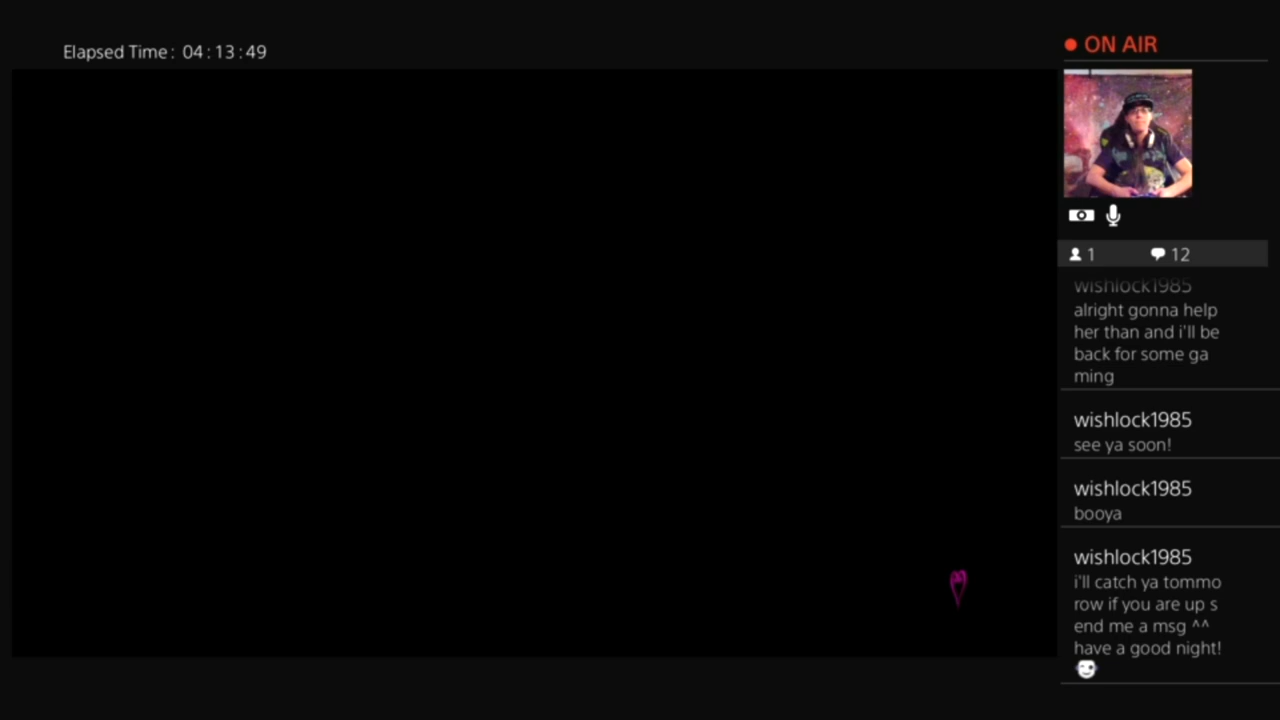 Elapsed Time: 04:13:49
ON AIR
1
12
wishlock1985
alright gonna help
her than and i'll be
back for some ga
ming
wishlock1985
see ya soon!
wishlock1985
booya
wishlock1985
i'll catch ya tommo
row if you are up s
end me a msg ^^
have a good night!